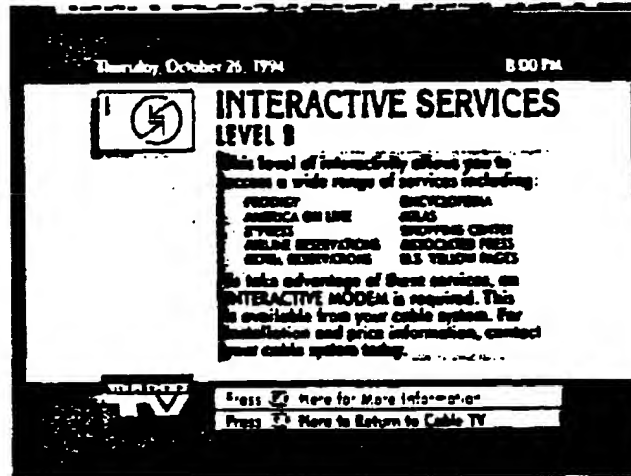 Thursday, October 26, 1994 8:00 PM
INTERACTIVE SERVICES
LEVEL B
This level of interactivity allows you to
access a wide range of services including:
PRODIGY ENCYCLOPEDIA
AMERICA ON LINE ATLAS
X*PRESS SHOPPING CENTER
AIRLINE RESERVATIONS ASSOCIATED PRESS
HOTEL RESERVATIONS U.S. YELLOW PAGES
To take advantage of these services, an
INTERACTIVE MODEM is required. This
is available from your cable system. For
installation and price information, contact
your cable system today.
TV
Press Here for More Information
Press Here to Return to Cable TV